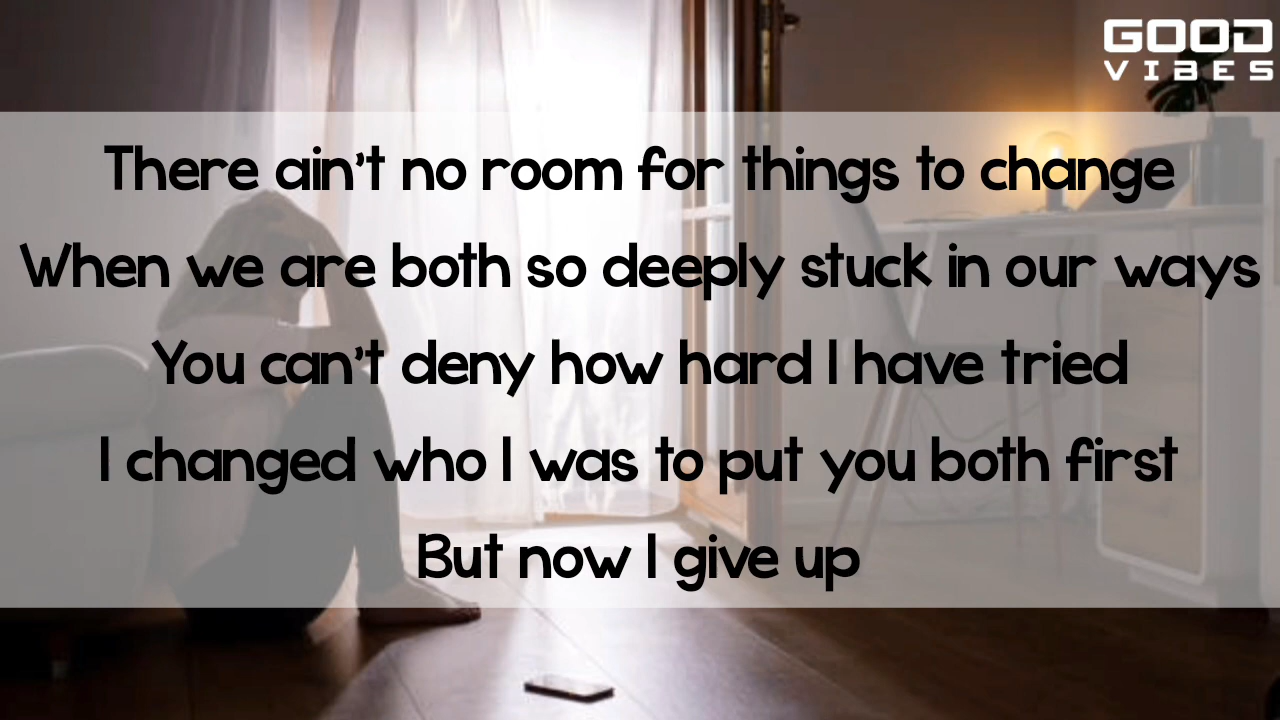 GOOD
VIBES
There ain't no room for things to change
When we are both so deeply stuck in our ways
You can't deny how hard I have tried
I changed who I was to put you both first
But now I give up